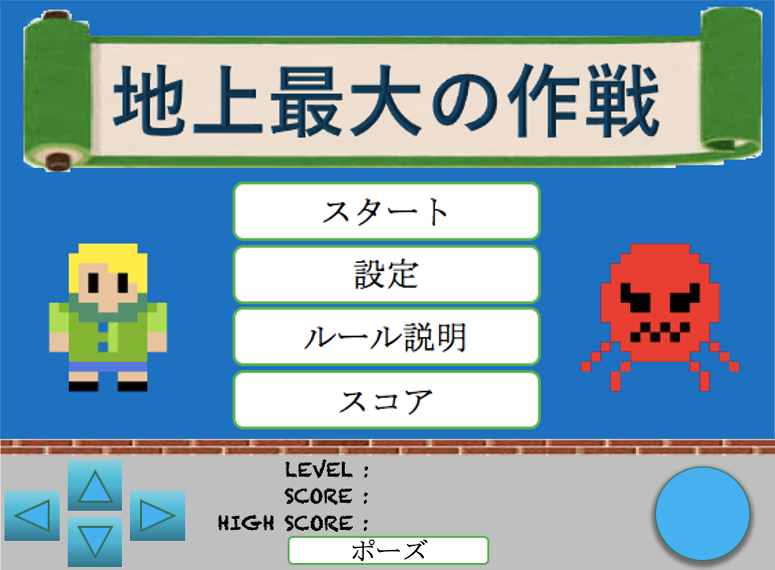 地上最大の作戦
スタート
設定
ルール説明
スコア
LEVEL :
SCORE :
HIGH SCORE :
ポーズ